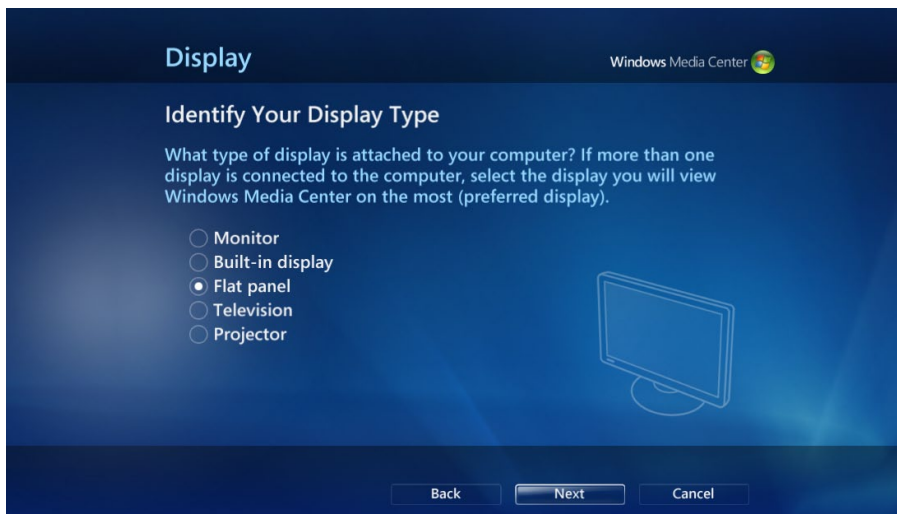 Display
Windows Media Center
Identify Your Display Type
What type of display is attached to your computer? If more than one
display is connected to the computer, select the display you will view
Windows Media Center on the most (preferred display).
Monitor
Built-in display
Flat panel
Television
Projector
Back
Next
Cancel